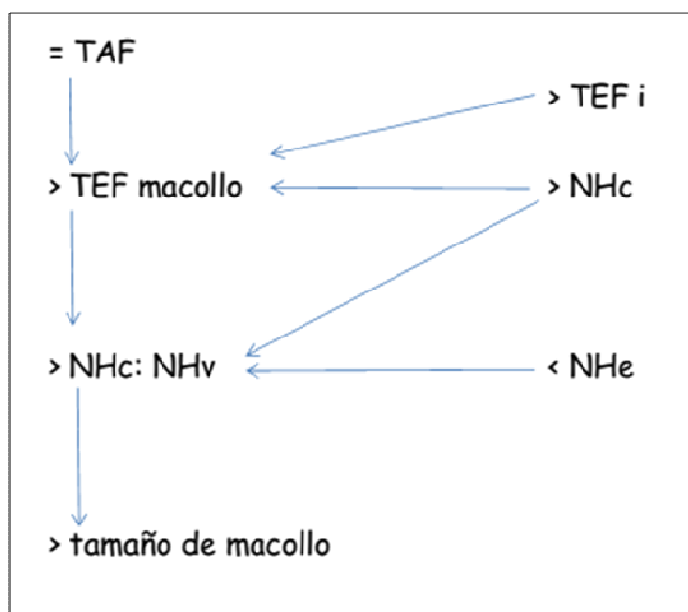 = TAF
> TEF i
> TEF macollo
> NHc
> NHc: NHv
< NHe
> tamaño de macollo